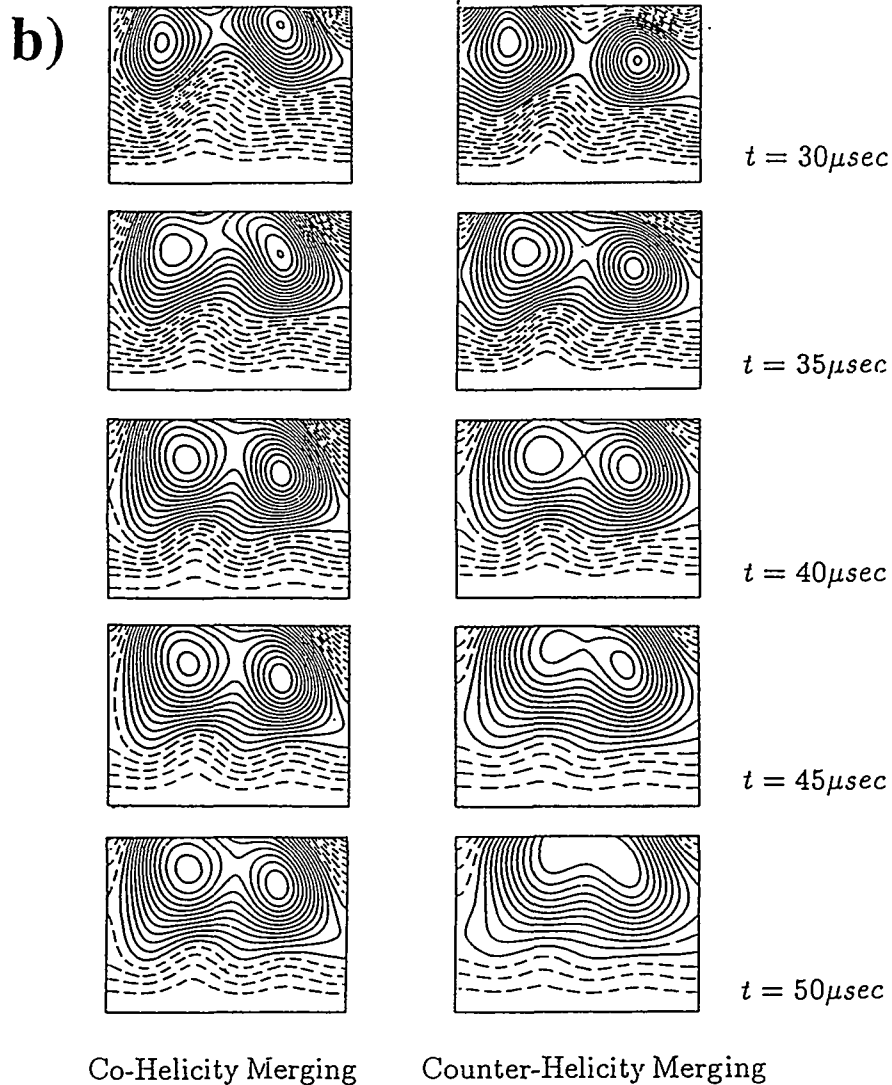 b)
t = 30μsec
t = 35μsec
t = 40μsec
t = 45μsec
t = 50μsec
Co-Helicity Merging
Counter-Helicity Merging